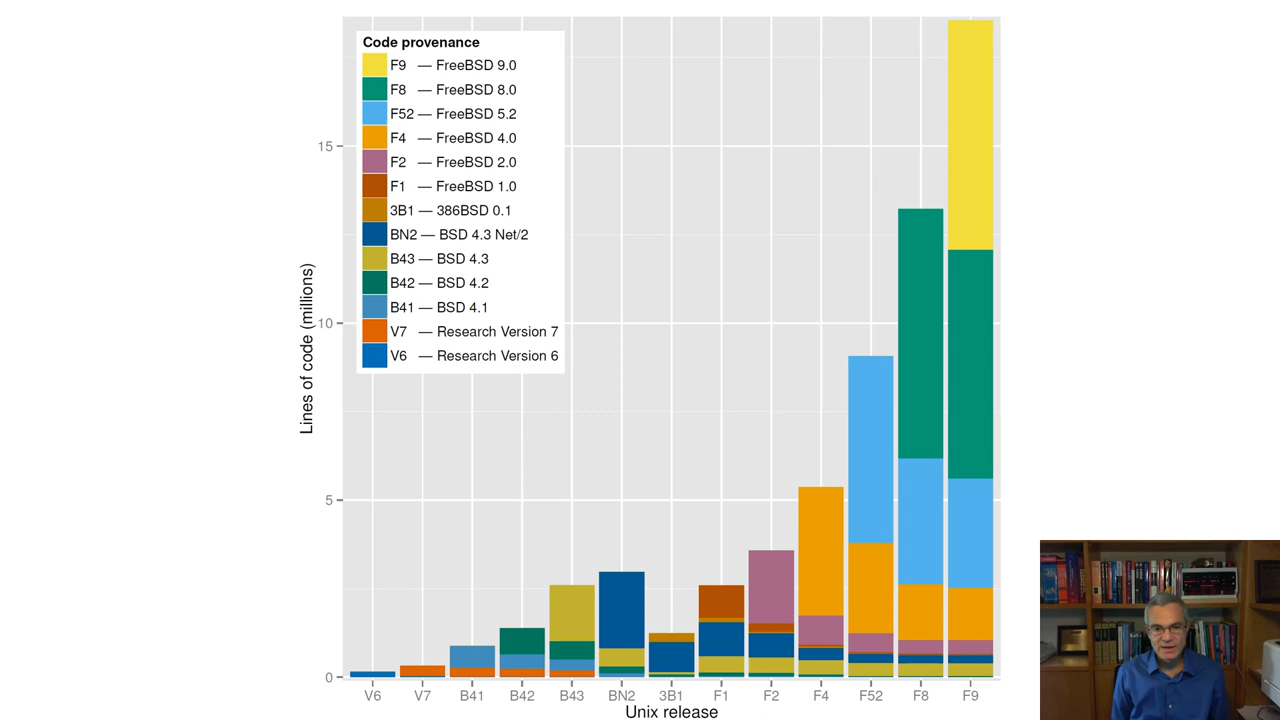 Code provenance
F9 — FreeBSD 9.0
F8 — FreeBSD 8.0
F52 — FreeBSD 5.2
F4 — FreeBSD 4.0
F2 — FreeBSD 2.0
F1 — FreeBSD 1.0
3B1 — 386BSD 0.1
BN2 — BSD 4.3 Net/2
B43 — BSD 4.3
B42 — BSD 4.2
B41 — BSD 4.1
V7 — Research Version 7
V6 — Research Version 6
Lines of code (millions)
15
10
5
0
V6 V7 B41 B42 B43 BN2 3B1 F1 F2 F4 F52 F8 F9
Unix release